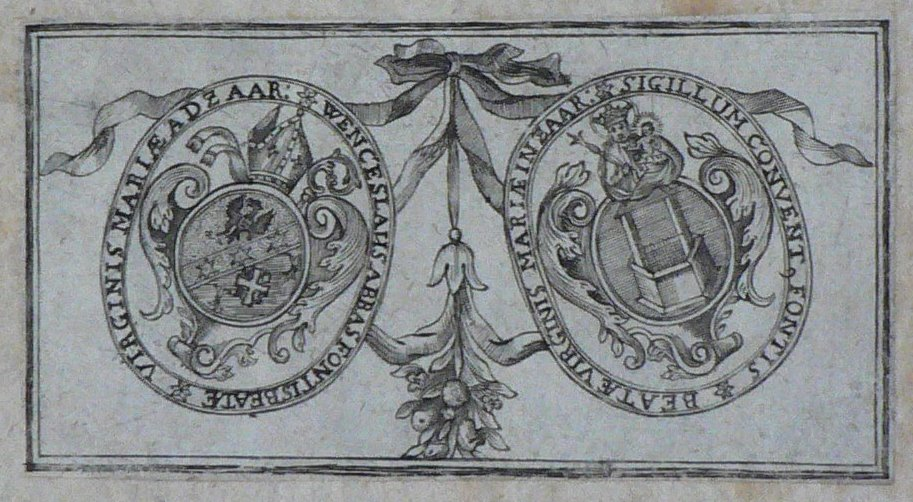 WENCESLAUS ABBAS FONTIS BEATÆ VIRGINIS MARIÆ AD ZAAR:
SIGILLUM CONVENT, FONTIS BEATÆ VIRGINIS MARIÆ IN ZAAR: